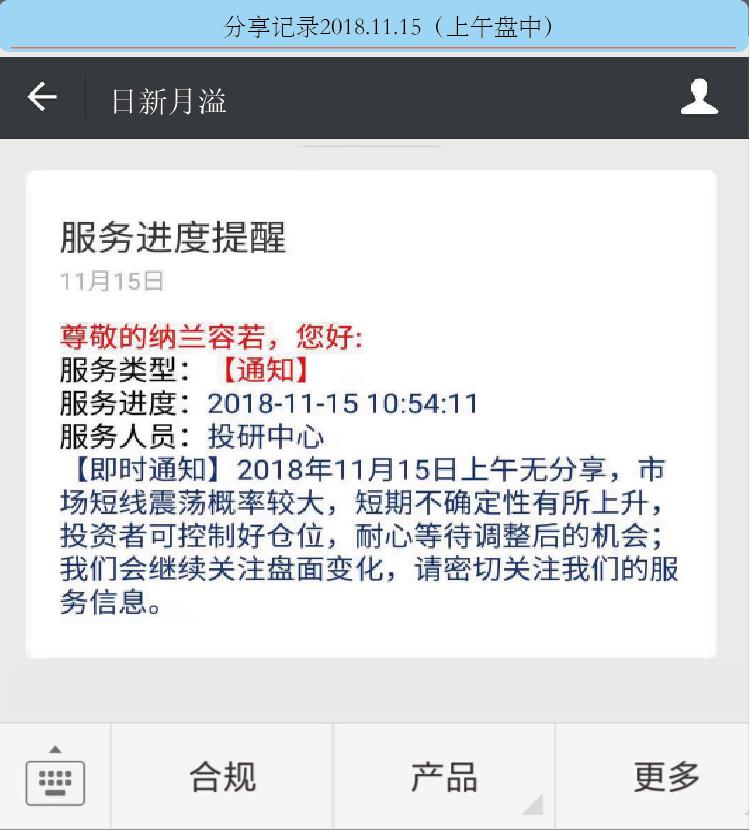 分享记录2018.11.15（上午盘中）
日新月溢
服务进度提醒
11月15日
尊敬的纳兰容若，您好:
服务类型：【通知】
服务进度：2018-11-15 10:54:11
服务人员：投研中心
【即时通知】2018年11月15日上午无分享，市
场短线震荡概率较大，短期不确定性有所上升，
投资者可控制好仓位，耐心等待调整后的机会；
我们会继续关注盘面变化，请密切关注我们的服
务信息。
合规
产品
更多